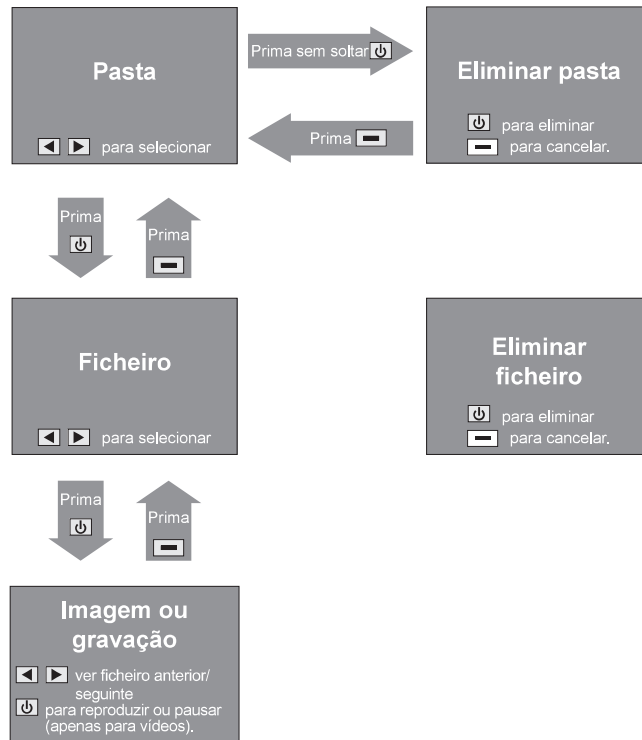 Pasta
para selecionar
Prima sem soltar
Prima
Eliminar pasta
para eliminar
para cancelar.
Prima
Prima
Ficheiro
para selecionar
Eliminar
ficheiro
para eliminar
para cancelar.
Prima
Prima
Imagem ou
gravação
ver ficheiro anterior/
seguinte
para reproduzir ou pausar
(apenas para vídeos).